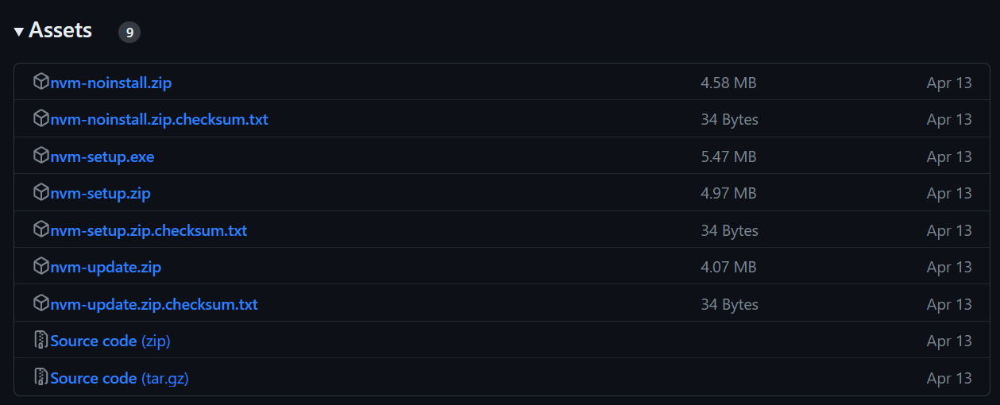 Assets 9
nvm-noinstall.zip 4.58 MB Apr 13
nvm-noinstall.zip.checksum.txt 34 Bytes Apr 13
nvm-setup.exe 5.47 MB Apr 13
nvm-setup.zip 4.97 MB Apr 13
nvm-setup.zip.checksum.txt 34 Bytes Apr 13
nvm-update.zip 4.07 MB Apr 13
nvm-update.zip.checksum.txt 34 Bytes Apr 13
Source code (zip) Apr 13
Source code (tar.gz) Apr 13